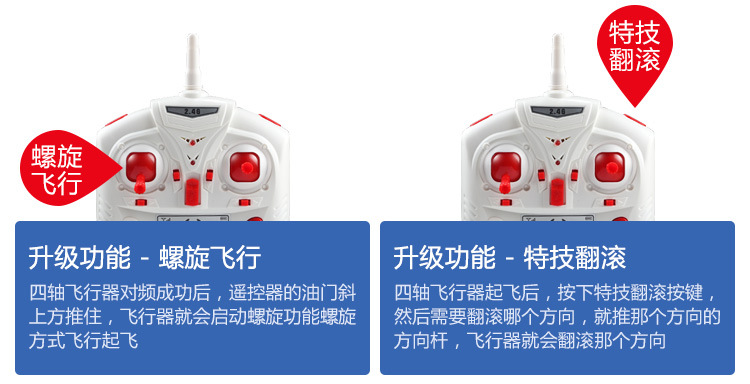 特技
翻滚
2.4G
2.4G
螺旋
飞行
升级功能 - 螺旋飞行
四轴飞行器对频成功后，遥控器的油门斜
上方推住，飞行器就会启动螺旋功能螺旋
方式飞行起飞
升级功能 - 特技翻滚
四轴飞行器起飞后，按下特技翻滚按键，
然后需要翻滚哪个方向，就推那个方向的
方向杆，飞行器就会翻滚那个方向